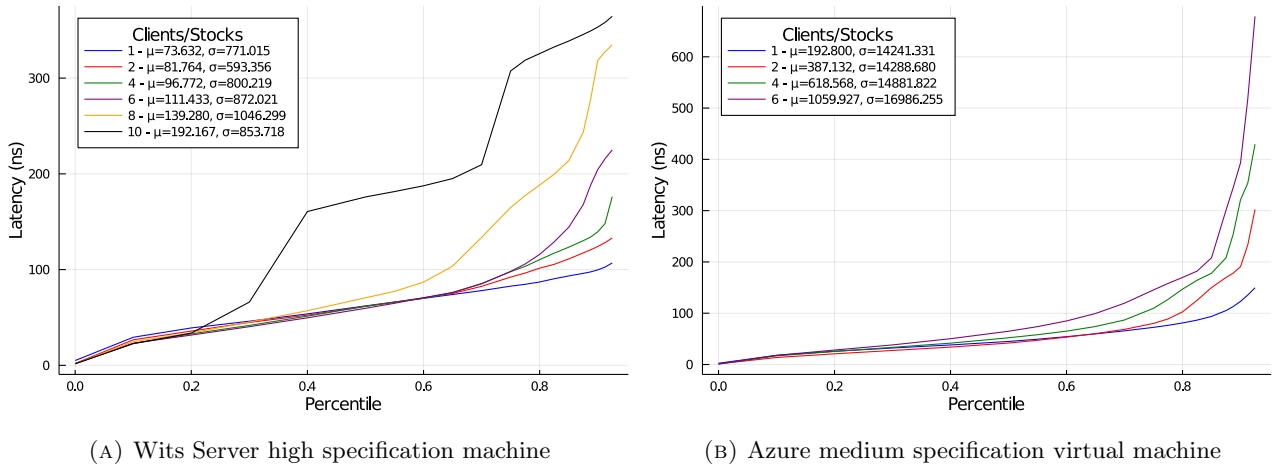 Clients/Stocks
1 - μ=73.632, σ=771.015
2 - μ=81.764, σ=593.356
4 - μ=96.772, σ=800.219
6 - μ=111.433, σ=872.021
8 - μ=139.280, σ=1046.299
10 - μ=192.167, σ=853.718
300
200
100
0
Latency (ns)
0.0 0.2 0.4 0.6 0.8
Percentile
(A) Wits Server high specification machine
Clients/Stocks
1 - μ=192.800, σ=14241.331
2 - μ=387.132, σ=14288.680
4 - μ=618.568, σ=14881.822
6 - μ=1059.927, σ=16986.255
600
500
400
300
200
100
0
Latency (ns)
0.0 0.2 0.4 0.6 0.8
Percentile
(B) Azure medium specification virtual machine